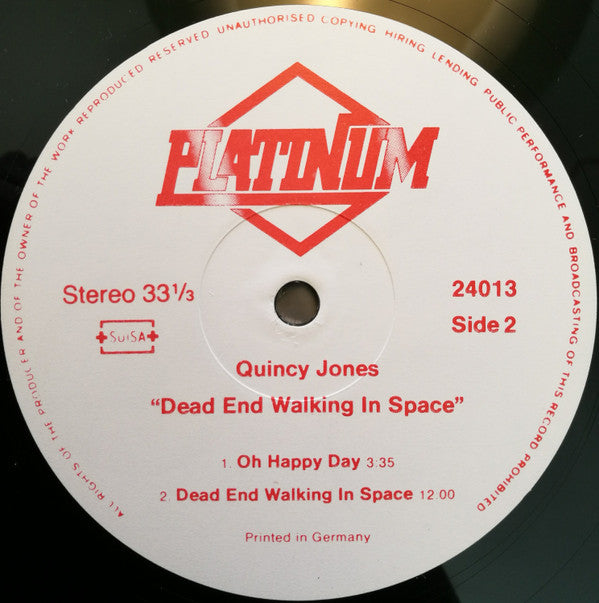 ALL RIGHTS OF THE PRODUCER AND OF THE OWNER OF THE WORK REPRODUCED RESERVED UNAUTHORISED COPYING HIRING LENDING PUBLIC PERFORMANCE AND BROADCASTING OF THIS RECORD PROHIBITED
PLATINUM
Stereo 33⅓
24013
SUISA
Side 2
Quincy Jones
"Dead End Walking In Space"
1. Oh Happy Day 3:35
2. Dead End Walking In Space 12:00
Printed in Germany